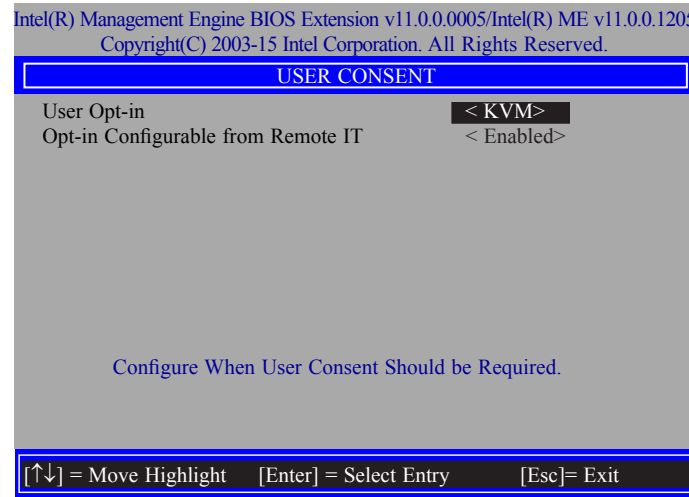 Intel(R) Management Engine BIOS Extension v11.0.0.0005/Intel(R) ME v11.0.0.1205
Copyright(C) 2003-15 Intel Corporation. All Rights Reserved.
USER CONSENT
User Opt-in < KVM>
Opt-in Configurable from Remote IT < Enabled>
Configure When User Consent Should be Required.
[↑↓] = Move Highlight [Enter] = Select Entry [Esc]= Exit